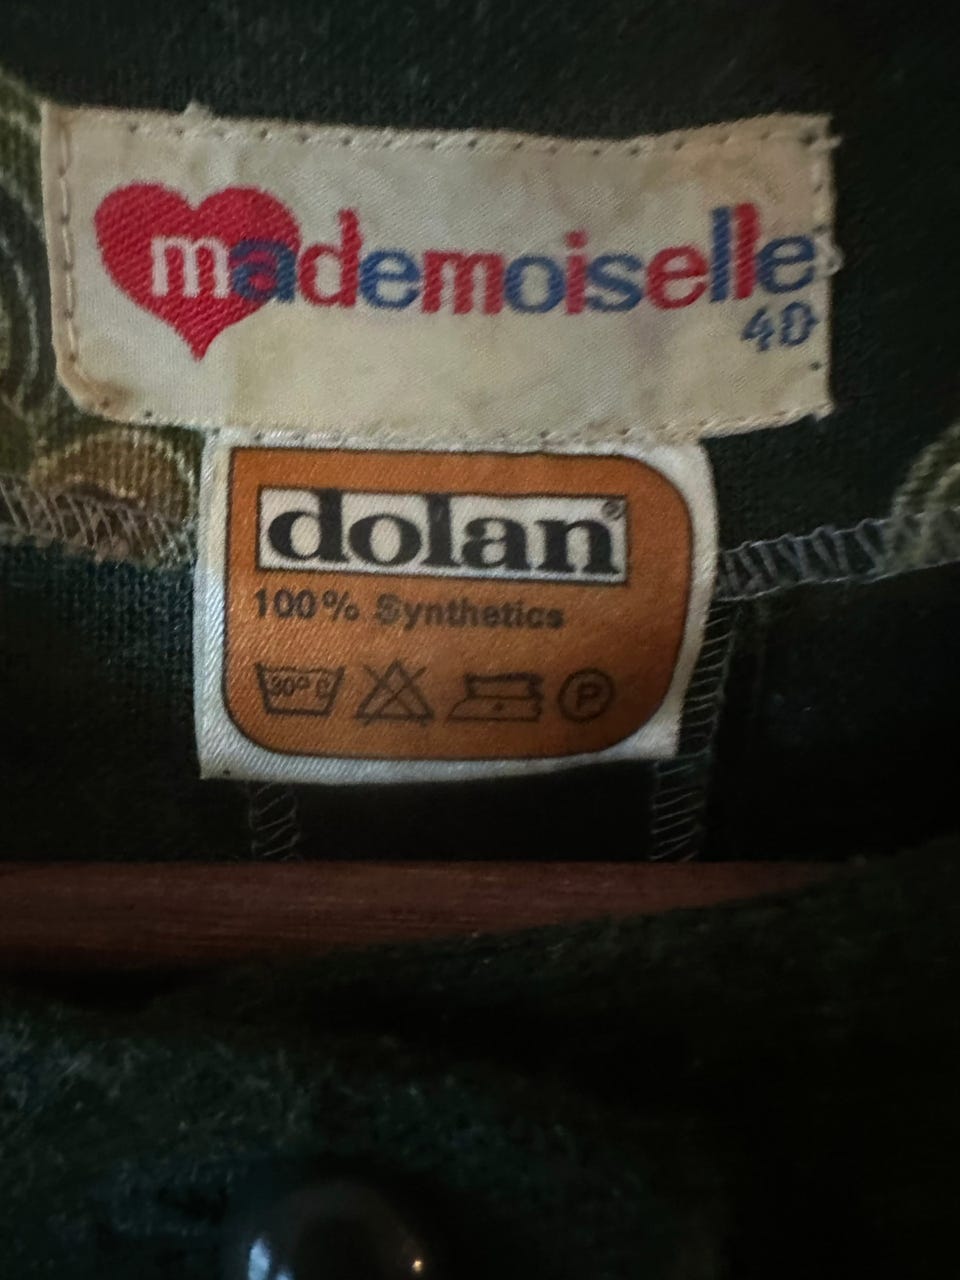 mademoiselle
40
dolan®
100% Synthetics
30° C P